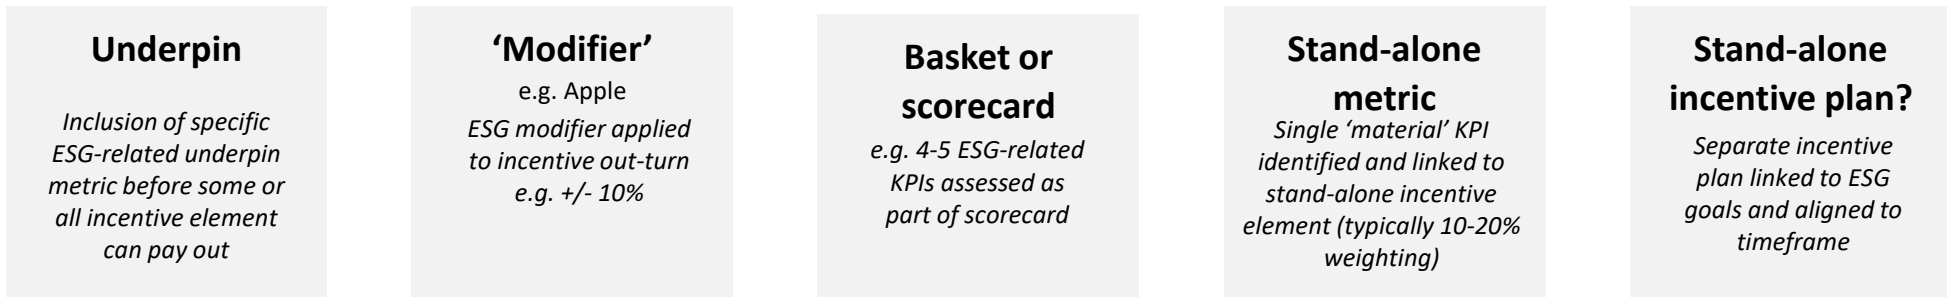 Underpin
Inclusion of specific
ESG-related underpin
metric before some or
all incentive element
can pay out
‘Modifier’
e.g. Apple
ESG modifier applied
to incentive out-turn
e.g. +/- 10%
Basket or
scorecard
e.g. 4-5 ESG-related
KPIs assessed as
part of scorecard
Stand-alone
metric
Single ‘material’ KPI
identified and linked to
stand-alone incentive
element (typically 10-20%
weighting)
Stand-alone
incentive plan?
Separate incentive
plan linked to ESG
goals and aligned to
timeframe